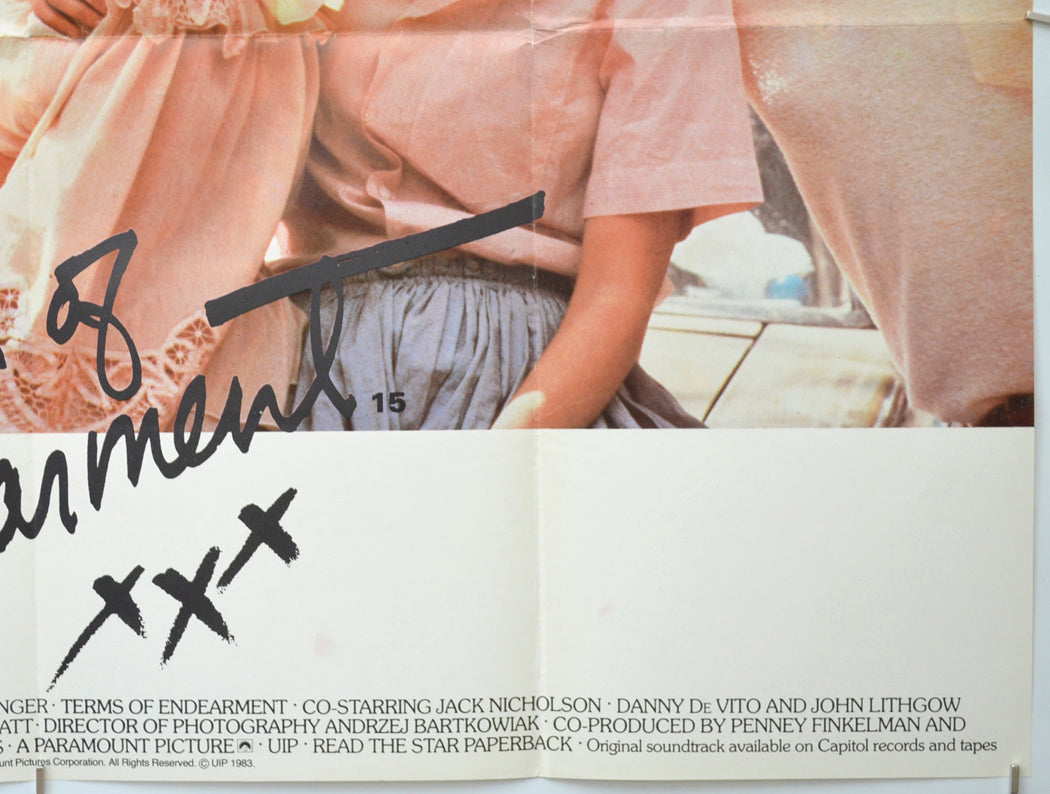 of
arment
15
xxx
NGER · TERMS OF ENDEARMENT · CO-STARRING JACK NICHOLSON · DANNY DE VITO AND JOHN LITHGOW
ATT · DIRECTOR OF PHOTOGRAPHY ANDRZEJ BARTKOWIAK · CO-PRODUCED BY PENNEY FINKELMAN AND
S · A PARAMOUNT PICTURE · UIP · READ THE STAR PAPERBACK · Original soundtrack available on Capitol records and tapes
unt Pictures Corporation. All Rights Reserved. © UIP 1983.